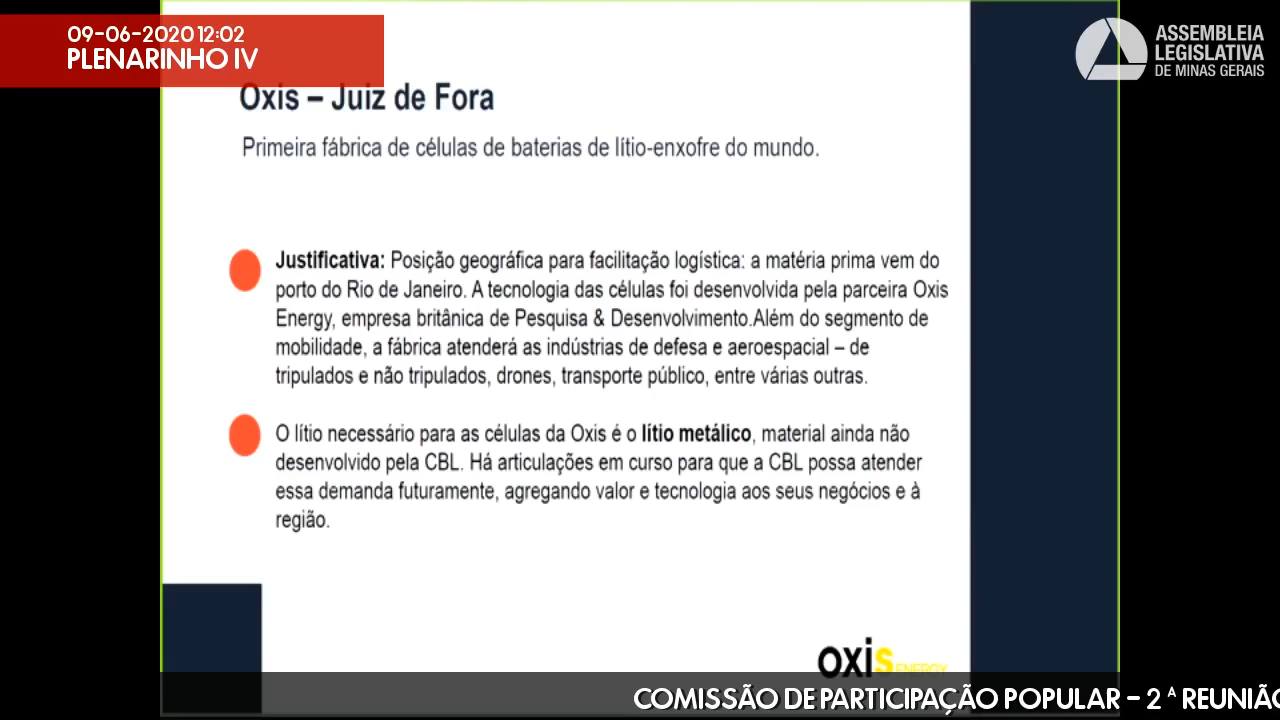 09-06-2020 12:02
PLENARINHO IV
ASSEMBLEIA
LEGISLATIVA
DE MINAS GERAIS
Oxis – Juiz de Fora
Primeira fábrica de células de baterias de lítio-enxofre do mundo.
Justificativa: Posição geográfica para facilitação logística: a matéria prima vem do
porto do Rio de Janeiro. A tecnologia das células foi desenvolvida pela parceira Oxis
Energy, empresa britânica de Pesquisa & Desenvolvimento.Além do segmento de
mobilidade, a fábrica atenderá as indústrias de defesa e aeroespacial – de
tripulados e não tripulados, drones, transporte público, entre várias outras.
O lítio necessário para as células da Oxis é o lítio metálico, material ainda não
desenvolvido pela CBL. Há articulações em curso para que a CBL possa atender
essa demanda futuramente, agregando valor e tecnologia aos seus negócios e à
região.
oxis ENERGY
COMISSÃO DE PARTICIPAÇÃO POPULAR – 2 ª REUNIÃO